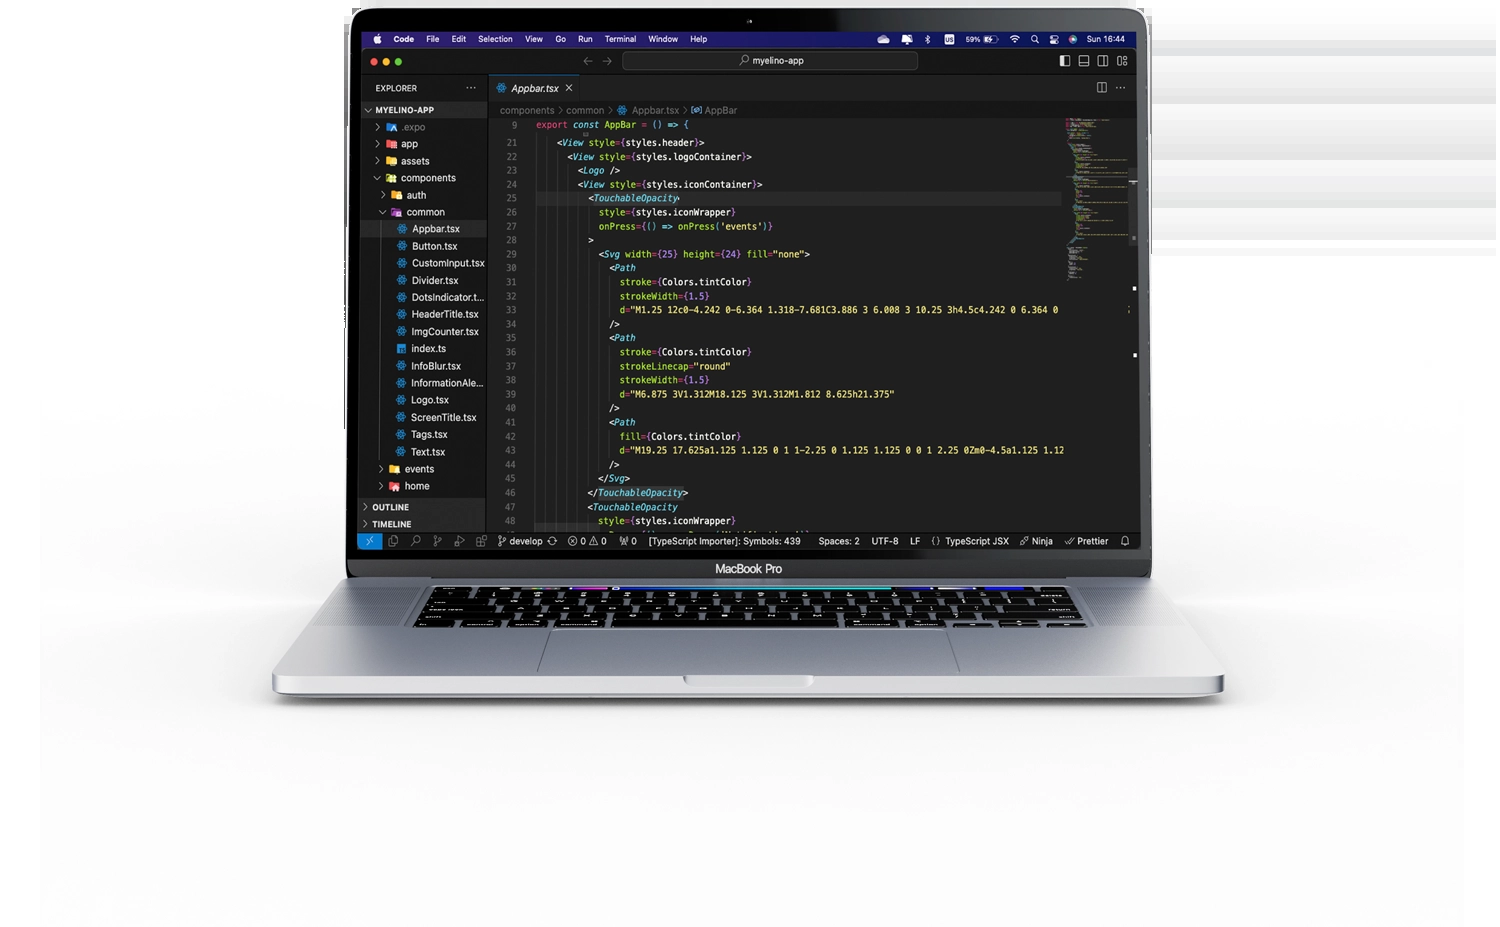 Code File Edit Selection View Go Run Terminal Window Help US 59% Sun 16:44
myelino-app
EXPLORER
MYELINO-APP
.expo
app
assets
components
auth
common
Appbar.tsx
Button.tsx
CustomInput.tsx
Divider.tsx
DotsIndicator.t...
HeaderTitle.tsx
ImgCounter.tsx
index.ts
InfoBlur.tsx
InformationAle...
Logo.tsx
ScreenTitle.tsx
Tags.tsx
Text.tsx
events
home
OUTLINE
TIMELINE
Appbar.tsx
components > common > Appbar.tsx > AppBar
9 export const AppBar = () => {
21 <View style={styles.header}>
22 <View style={styles.logoContainer}>
23 <Logo />
24 <View style={styles.iconContainer}>
25 <TouchableOpacity
26 style={styles.iconWrapper}
27 onPress={() => onPress('events')}
28 >
29 <Svg width={25} height={24} fill="none">
30 <Path
31 stroke={Colors.tintColor}
32 strokeWidth={1.5}
33 d="M1.25 12c0-4.242 0-6.364 1.318-7.681C3.886 3 6.008 3 10.25 3h4.5c4.242 0 6.364 0
34 />
35 <Path
36 stroke={Colors.tintColor}
37 strokeLinecap="round"
38 strokeWidth={1.5}
39 d="M6.875 3V1.312M18.125 3V1.312M1.812 8.625h21.375"
40 />
41 <Path
42 fill={Colors.tintColor}
43 d="M19.25 17.625a1.125 1.125 0 1 1-2.25 0 1.125 1.125 0 0 1 2.25 0Zm0-4.5a1.125 1.12
44 />
45 </Svg>
46 </TouchableOpacity>
47 <TouchableOpacity
48 style={styles.iconWrapper}
develop 0 0 0 [TypeScript Importer]: Symbols: 439 Spaces: 2 UTF-8 LF {} TypeScript JSX Ninja Prettier
MacBook Pro